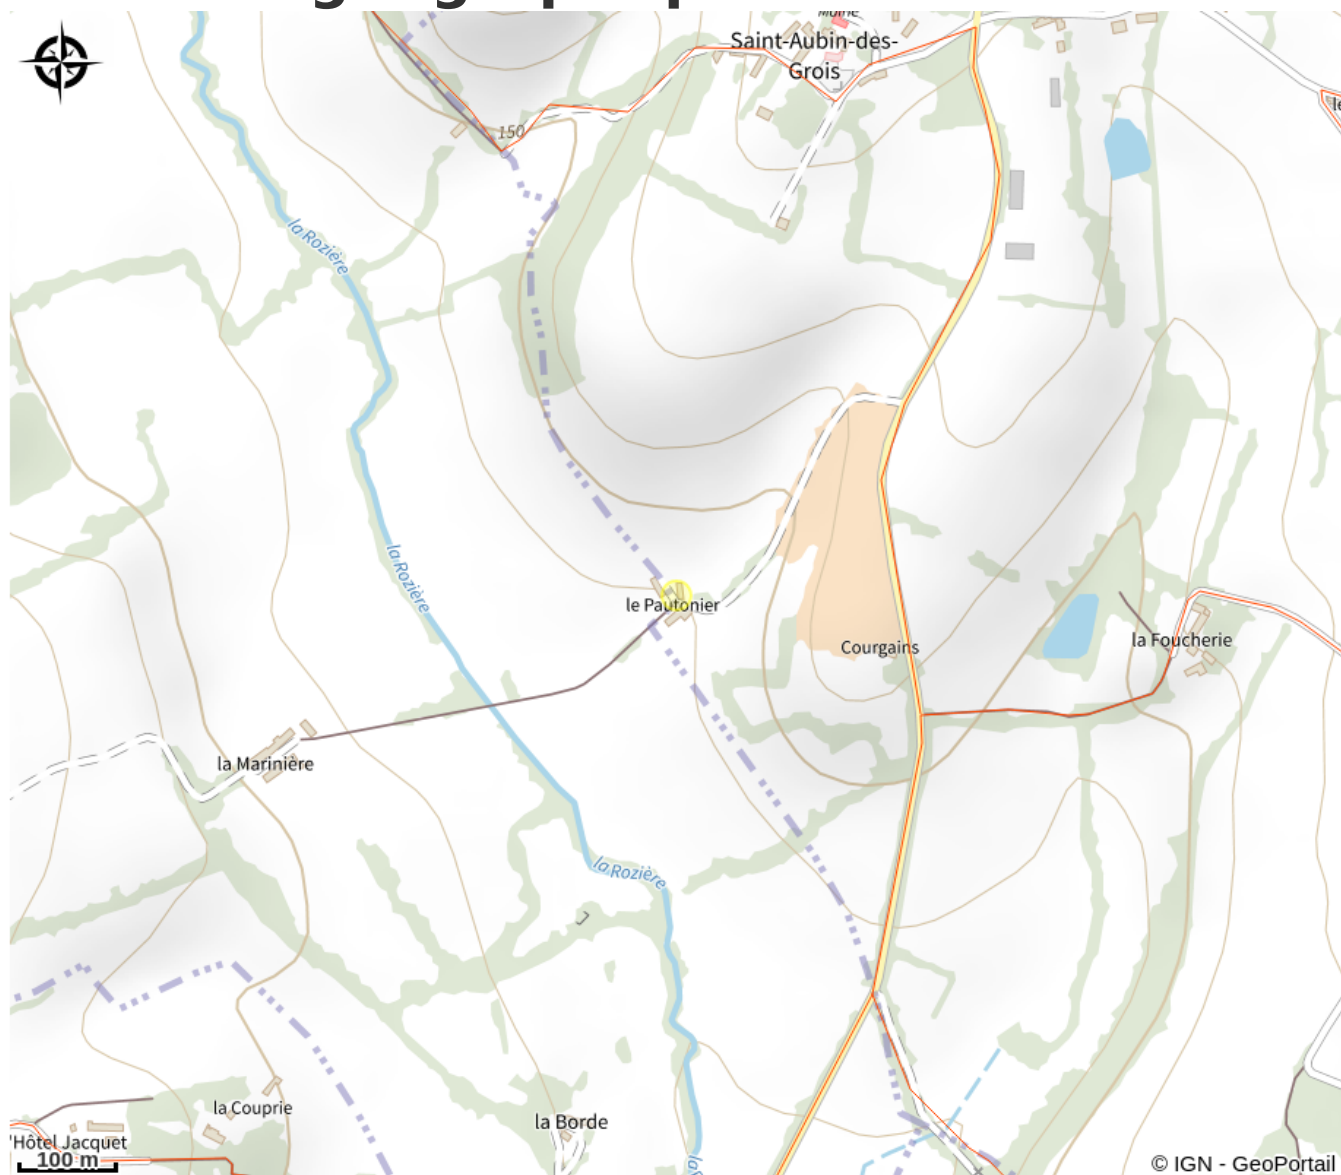 Mairie
Saint-Aubin-des-
Grois
150
la Rozière
la Rozière
le Pautonier
Courgains
la Foucherie
la Marinière
la Rozière
la Couprie
la Borde
Hôtel Jacquet
100 m
© IGN - GeoPortail